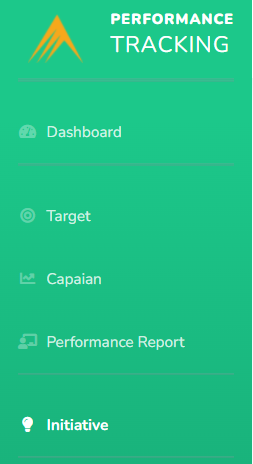 PERFORMANCE
TRACKING
Dashboard
Target
Capaian
Performance Report
Initiative